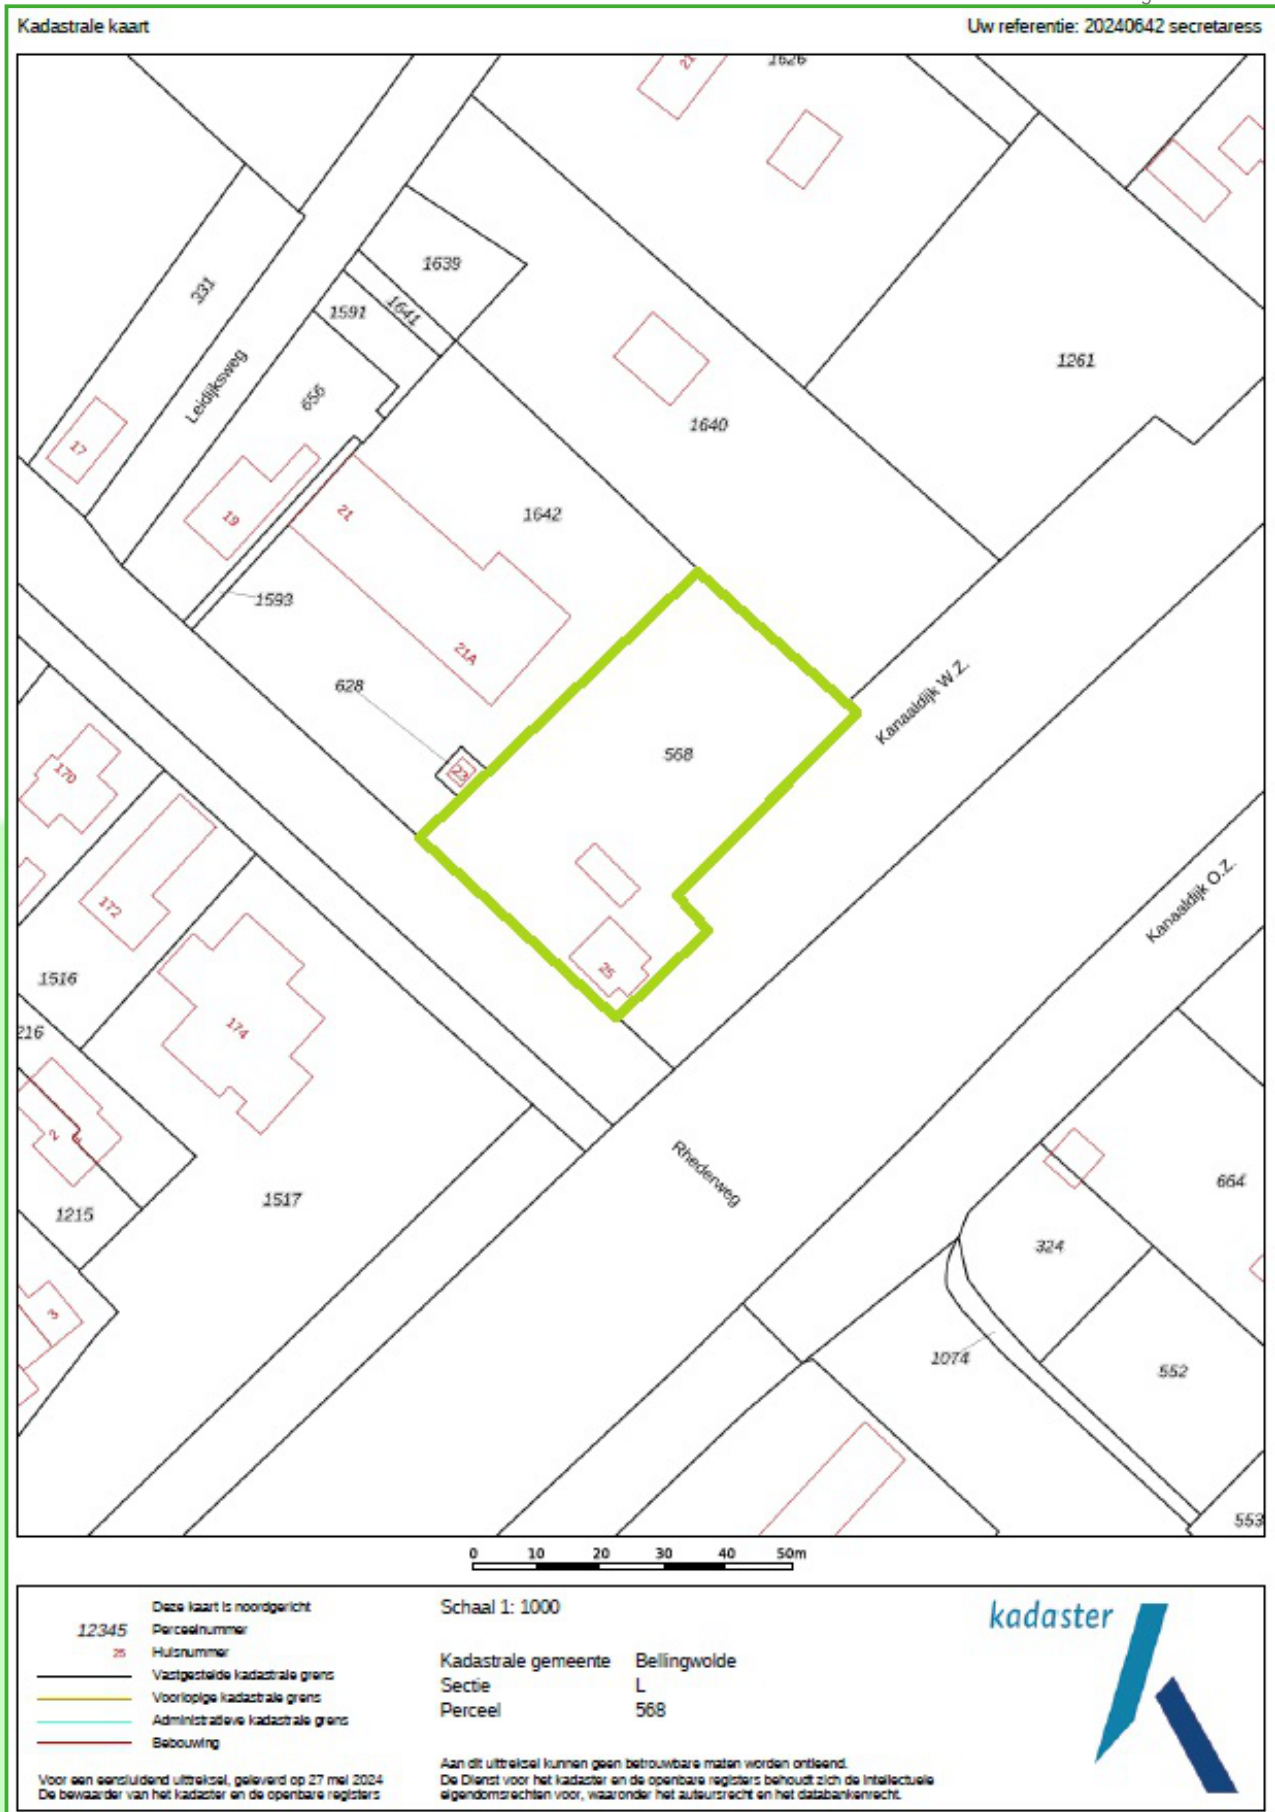 Kadastrale kaart
Uw referentie: 20240642 secretaress
21
1626
1639
331
1591
1641
1261
Leidijksweg
656
1640
17
21
1642
19
1593
21A
628
Kanaaldijk W.Z.
568
23
170
Kanaaldijk O.Z.
172
25
1516
174
216
2
Rhederweg
664
1517
1215
324
3
1074
552
553
0 10 20 30 40 50m
Deze kaart is noordgericht
12345 Perceelnummer
25 Huisnummer
Vastgestelde kadastrale grens
Voorlopige kadastrale grens
Administratieve kadastrale grens
Bebouwing
Voor een eensluidend uittreksel, geleverd op 27 mei 2024
De bewaarder van het kadaster en de openbare registers
Schaal 1: 1000
Kadastrale gemeente Bellingwolde
Sectie L
Perceel 568
Aan dit uittreksel kunnen geen betrouwbare maten worden ontleend.
De Dienst voor het kadaster en de openbare registers behoudt zich de intellectuele
eigendomsrechten voor, waaronder het auteursrecht en het databankenrecht.
kadaster